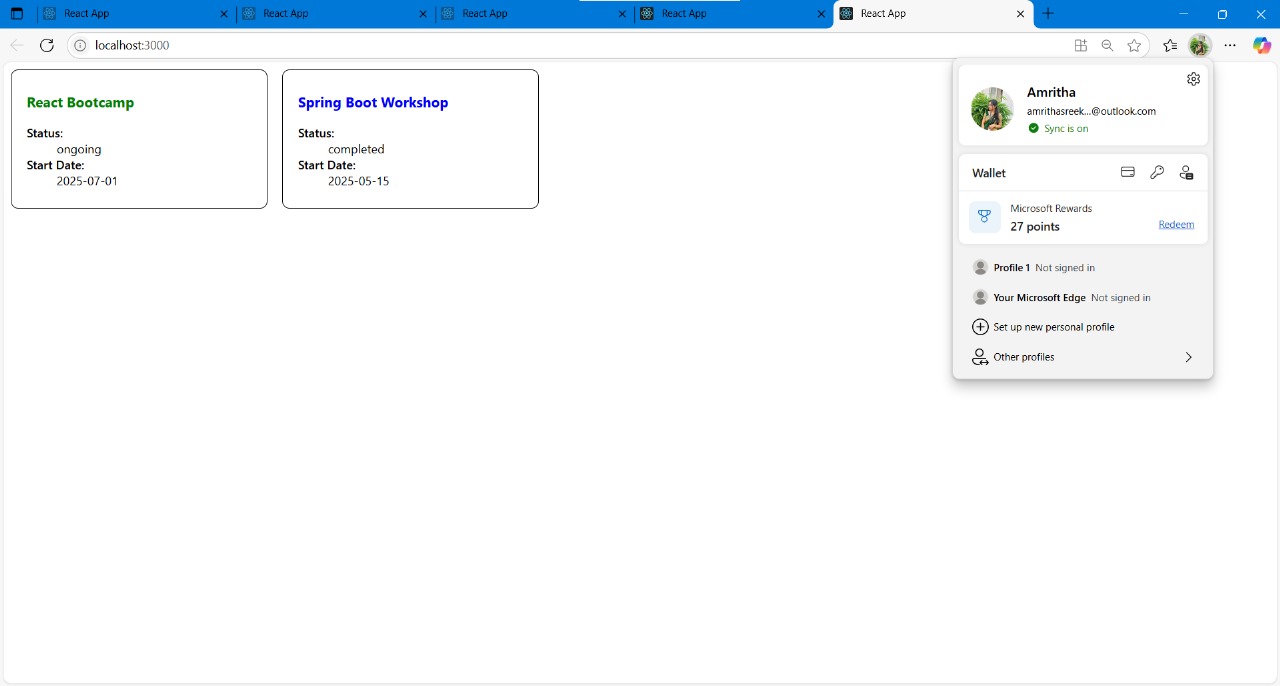 React App
React App
React App
React App
React App
localhost:3000
React Bootcamp
Status:
ongoing
Start Date:
2025-07-01
Spring Boot Workshop
Status:
completed
Start Date:
2025-05-15
Amritha
amrithasreek...@outlook.com
Sync is on
Wallet
Microsoft Rewards
27 points
Redeem
Profile 1 Not signed in
Your Microsoft Edge Not signed in
Set up new personal profile
Other profiles